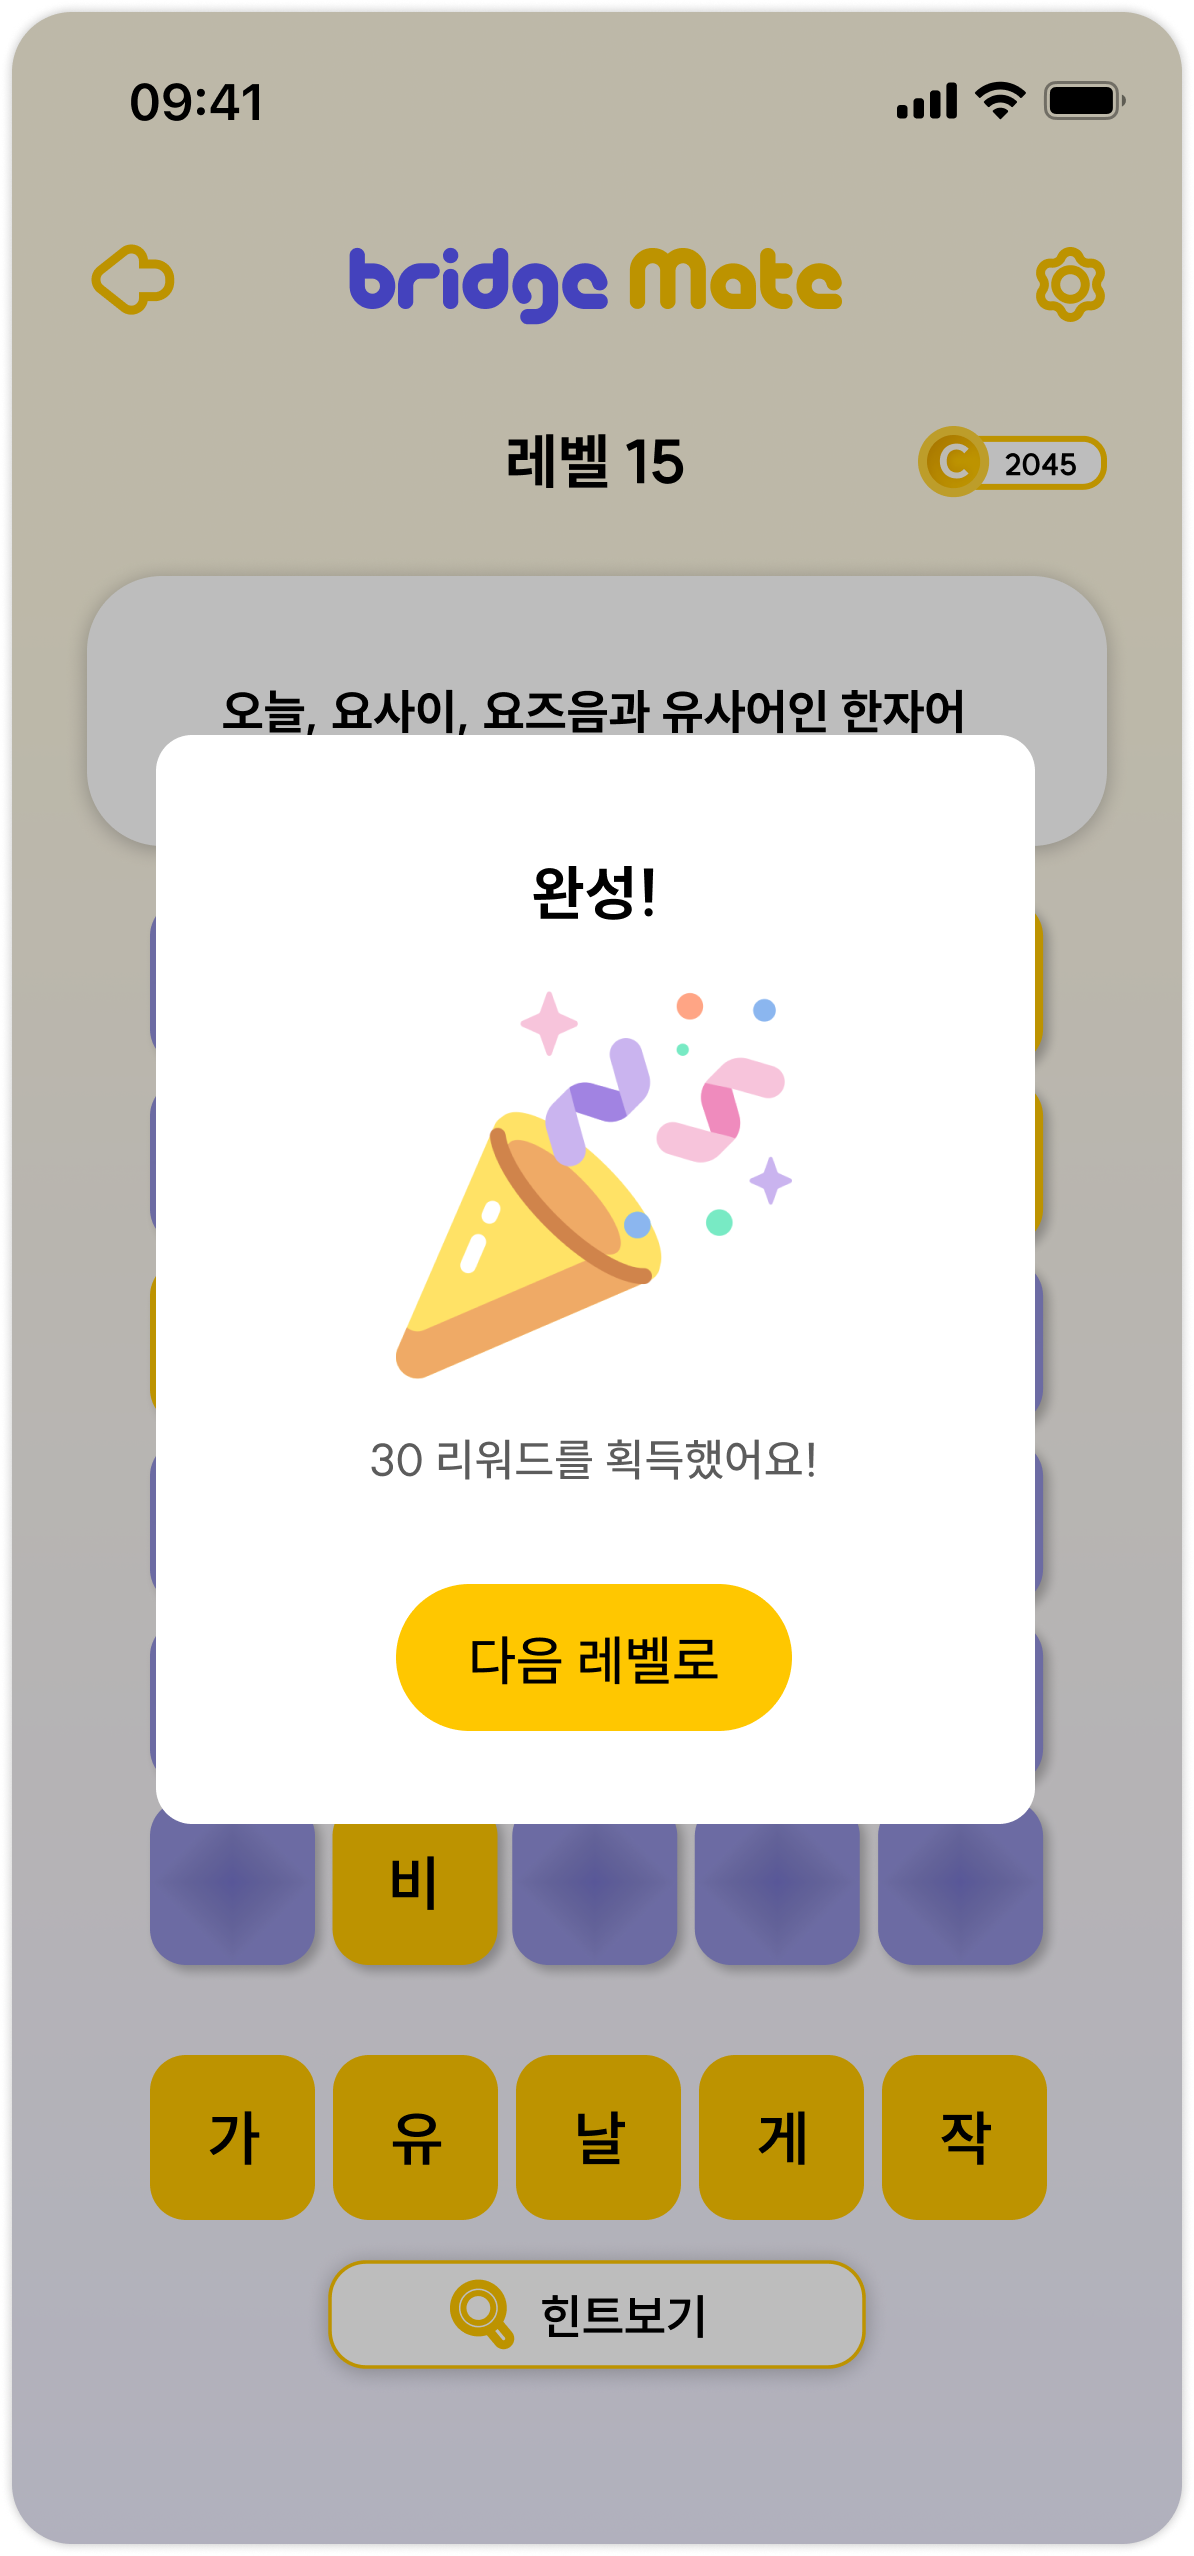 09:41
bridge Mate
레벨 15
C 2045
오늘, 요사이, 요즈음과 유사어인 한자어
완성!
30 리워드를 획득했어요!
다음 레벨로
비
가 유 날 게 작
힌트보기